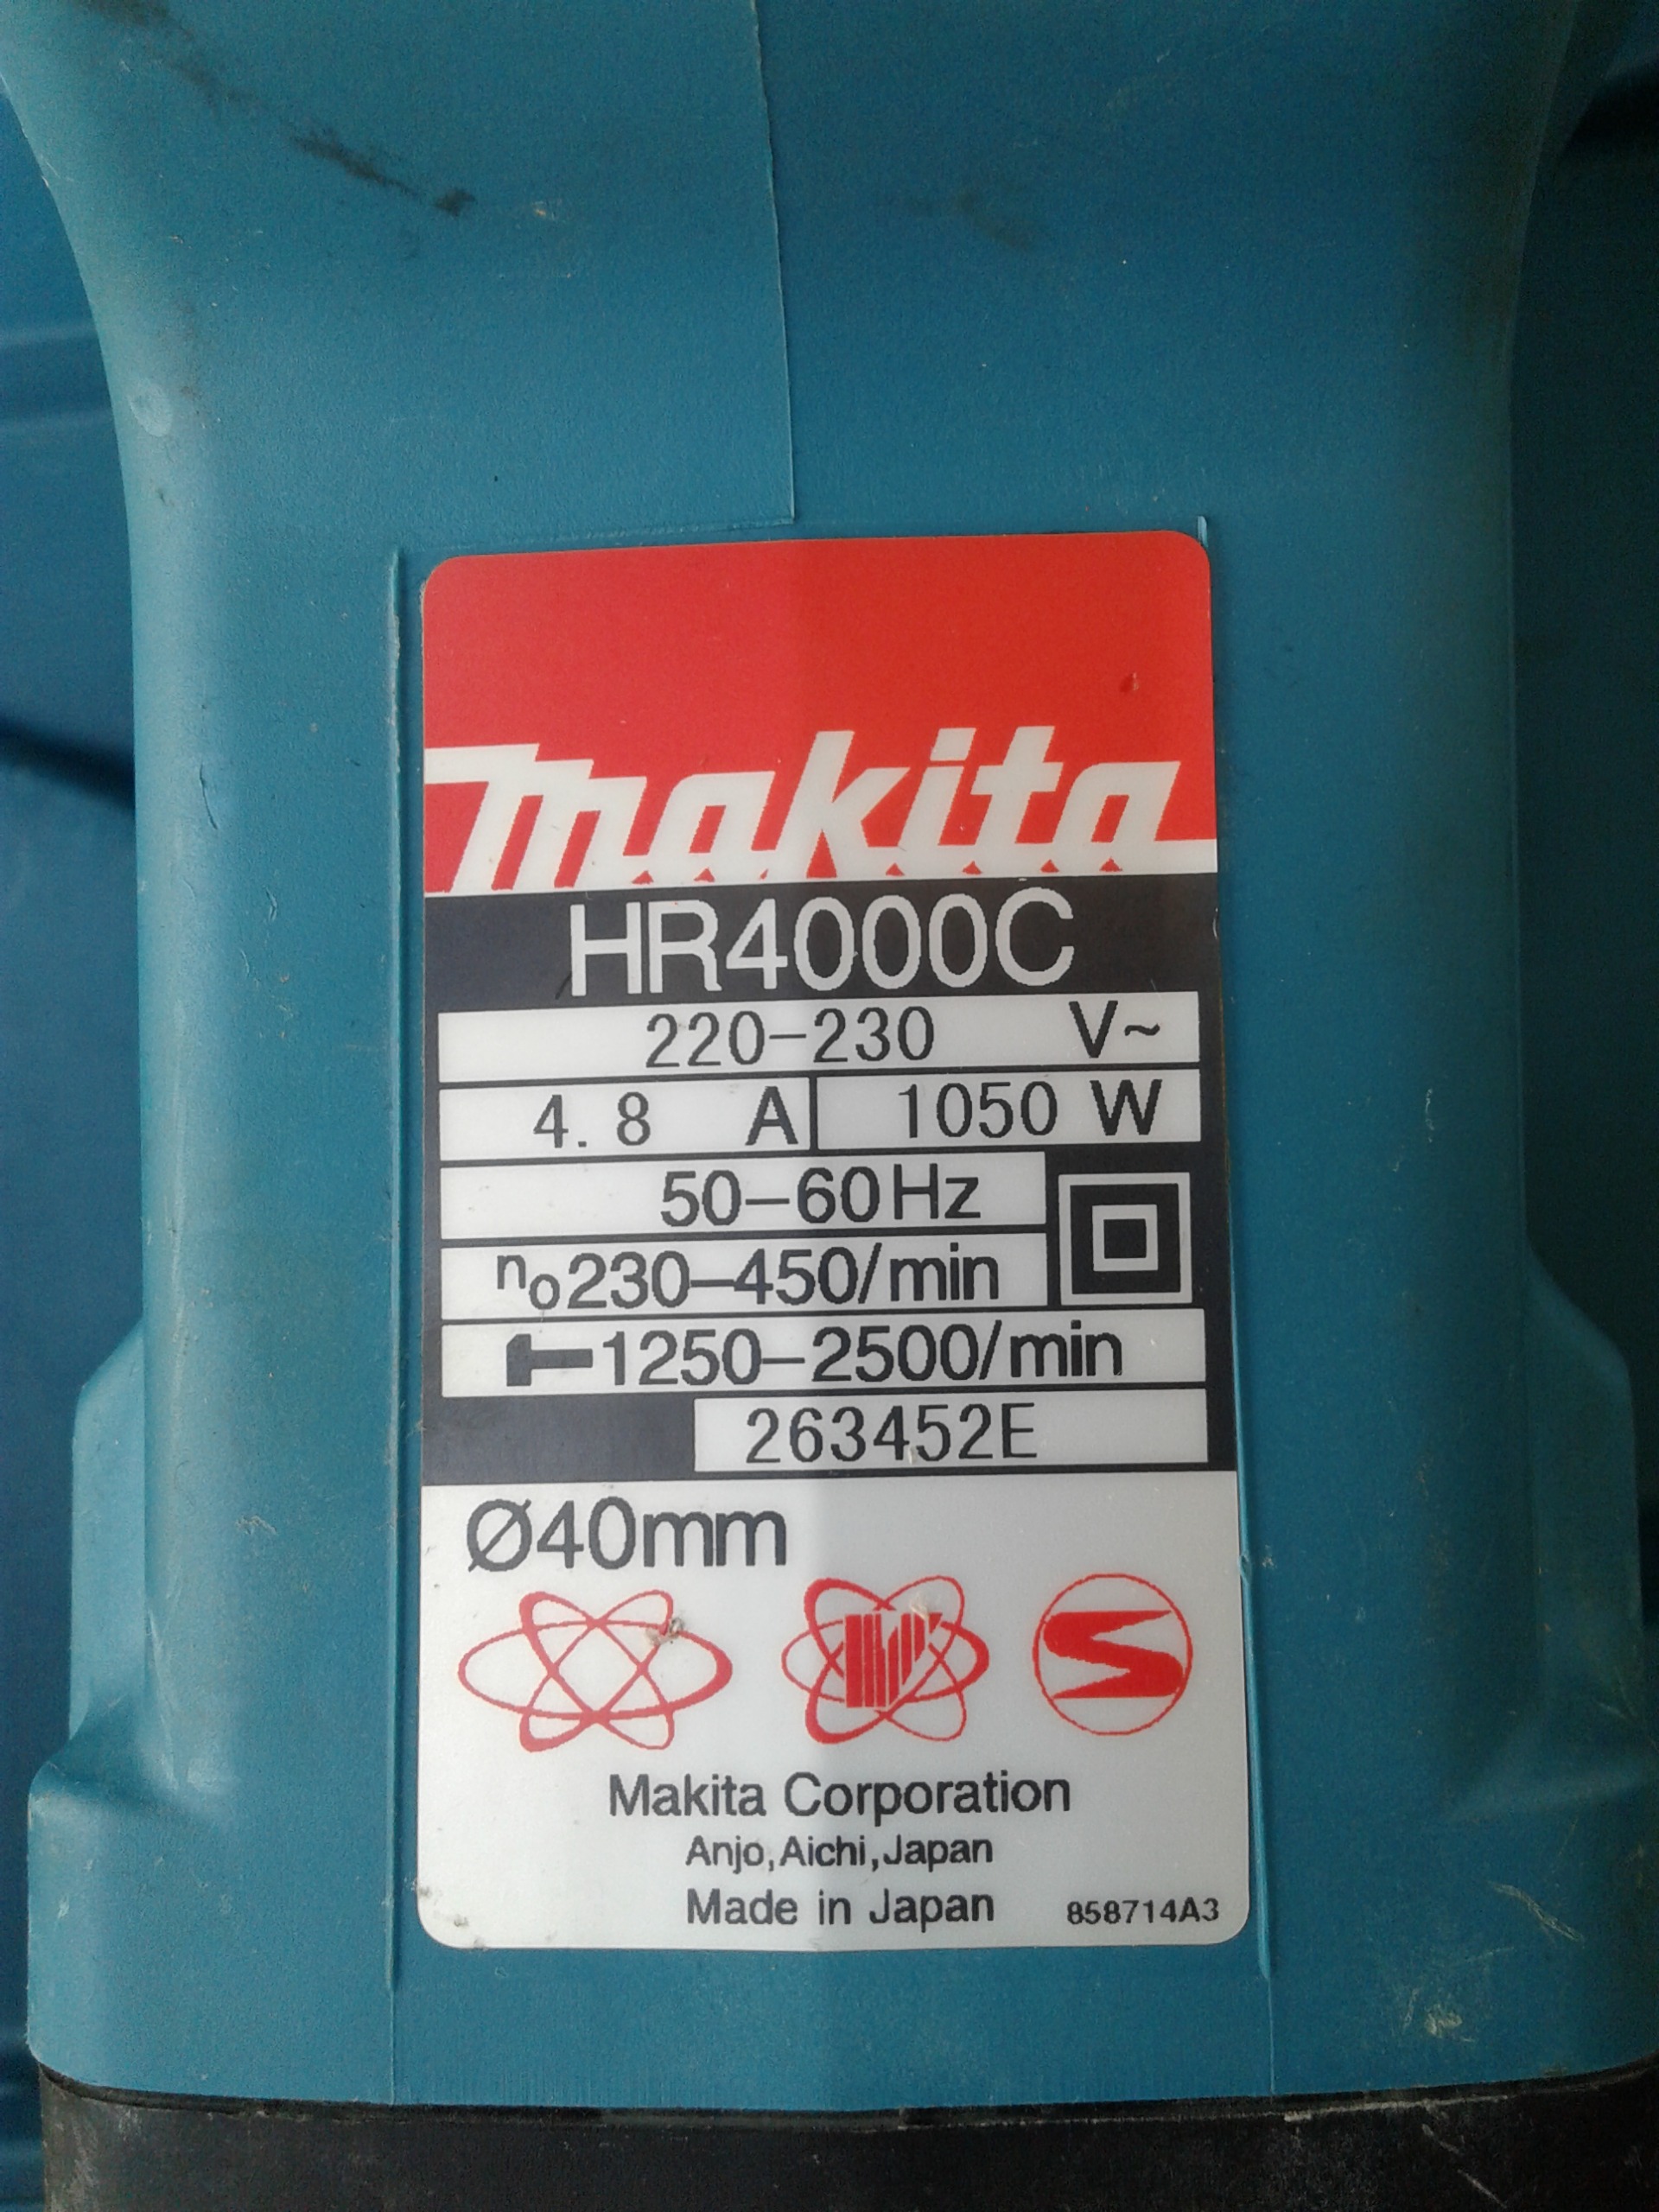 makita
HR4000C
220-230 V~
4.8 A 1050 W
50-60Hz
no230-450/min
1250-2500/min
263452E
Ø40mm
Makita Corporation
Anjo,Aichi,Japan
Made in Japan 858714A3